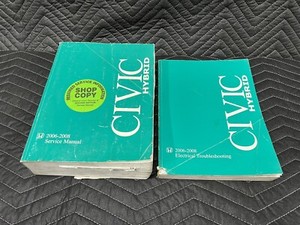 SHOP
COPY
CIVIC
HYBRID
2006-2008
Service Manual
CIVIC
HYBRID
2006-2008
Electrical Troubleshooting